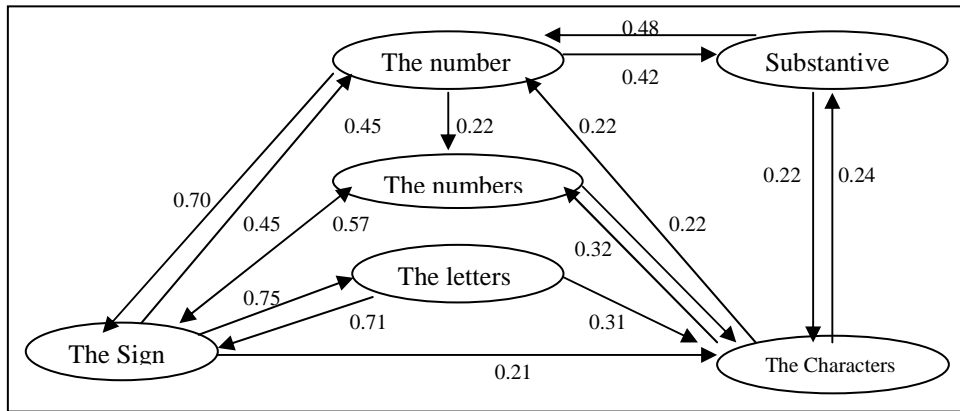 0.48
The number
Substantive
0.42
0.45
0.22
0.22
The numbers
0.22
0.24
0.70
0.45
0.57
0.22
0.32
The letters
0.75
0.71
0.31
The Sign
The Characters
0.21